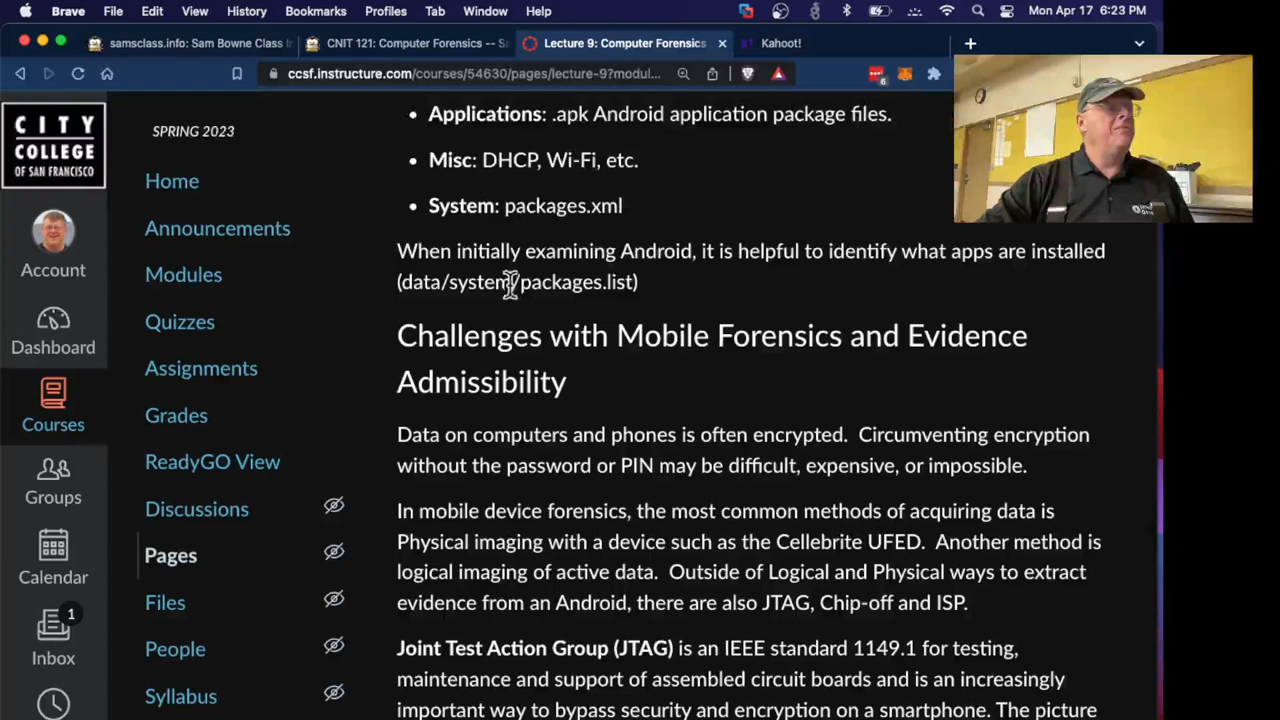 Brave File Edit View History Bookmarks Profiles Tab Window Help Mon Apr 17 6:23 PM
samsclass.info: Sam Bowne Class I
CNIT 121: Computer Forensics -- S
Lecture 9: Computer Forensics
Kahoot!
ccsf.instructure.com/courses/54630/pages/lecture-9?modul...
6
CITY
COLLEGE
OF SAN FRANCISCO
Account
Dashboard
Courses
Groups
Calendar
1
Inbox
SPRING 2023
Home
Announcements
Modules
Quizzes
Assignments
Grades
ReadyGO View
Discussions
Pages
Files
People
Syllabus
• Applications: .apk Android application package files.
• Misc: DHCP, Wi-Fi, etc.
• System: packages.xml
When initially examining Android, it is helpful to identify what apps are installed
(data/system/packages.list)
Challenges with Mobile Forensics and Evidence
Admissibility
Data on computers and phones is often encrypted. Circumventing encryption
without the password or PIN may be difficult, expensive, or impossible.
In mobile device forensics, the most common methods of acquiring data is
Physical imaging with a device such as the Cellebrite UFED. Another method is
logical imaging of active data. Outside of Logical and Physical ways to extract
evidence from an Android, there are also JTAG, Chip-off and ISP.
Joint Test Action Group (JTAG) is an IEEE standard 1149.1 for testing,
maintenance and support of assembled circuit boards and is an increasingly
important way to bypass security and encryption on a smartphone. The picture